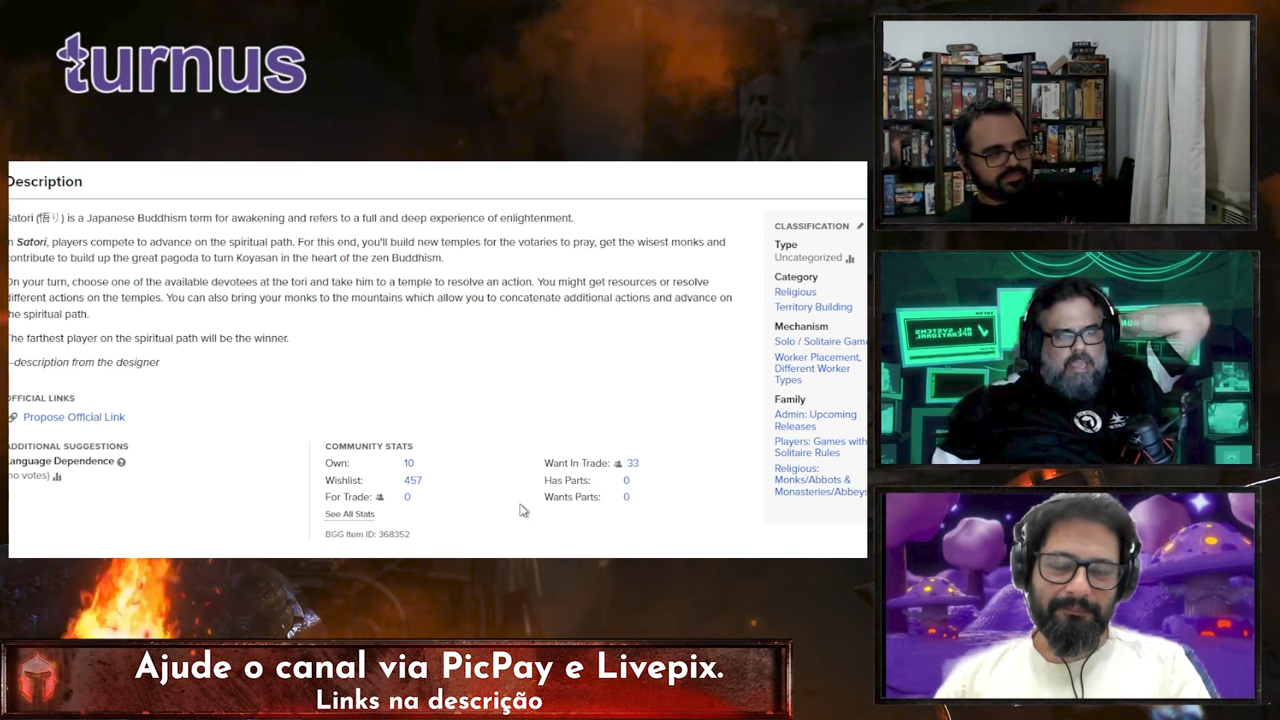 turnus
Description
Satori (悟り) is a Japanese Buddhism term for awakening and refers to a full and deep experience of enlightenment.
n Satori, players compete to advance on the spiritual path. For this end, you'll build new temples for the votaries to pray, get the wisest monks and
contribute to build up the great pagoda to turn Koyasan in the heart of the zen Buddhism.
On your turn, choose one of the available devotees at the tori and take him to a temple to resolve an action. You might get resources or resolve
different actions on the temples. You can also bring your monks to the mountains which allow you to concatenate additional actions and advance on
the spiritual path.
The farthest player on the spiritual path will be the winner.
—description from the designer
OFFICIAL LINKS
Propose Official Link
ADDITIONAL SUGGESTIONS
Language Dependence
(no votes)
COMMUNITY STATS
Own: 10
Wishlist: 457
For Trade: 0
See All Stats
BGG Item ID: 368352
Want In Trade: 33
Has Parts: 0
Wants Parts: 0
CLASSIFICATION
Type
Uncategorized
Category
Religious
Territory Building
Mechanism
Solo / Solitaire Game
Worker Placement,
Different Worker
Types
Family
Admin: Upcoming
Releases
Players: Games with
Solitaire Rules
Religious:
Monks/Abbots &
Monasteries/Abbeys
ALL SYSTEMS
OPERATIONAL
Ajude o canal via PicPay e Livepix.
Links na descrição